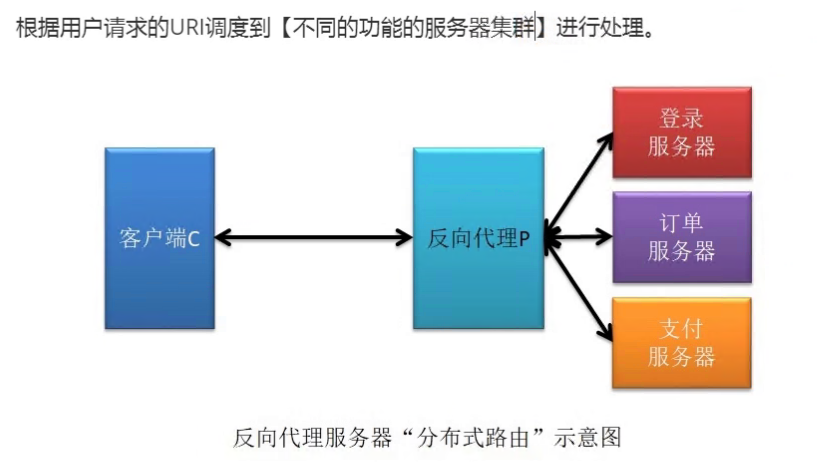 根据用户请求的URI调度到【不同的功能的服务器集群】进行处理。
登录
服务器
客户端C
反向代理P
订单
服务器
支付
服务器
反向代理服务器“分布式路由”示意图